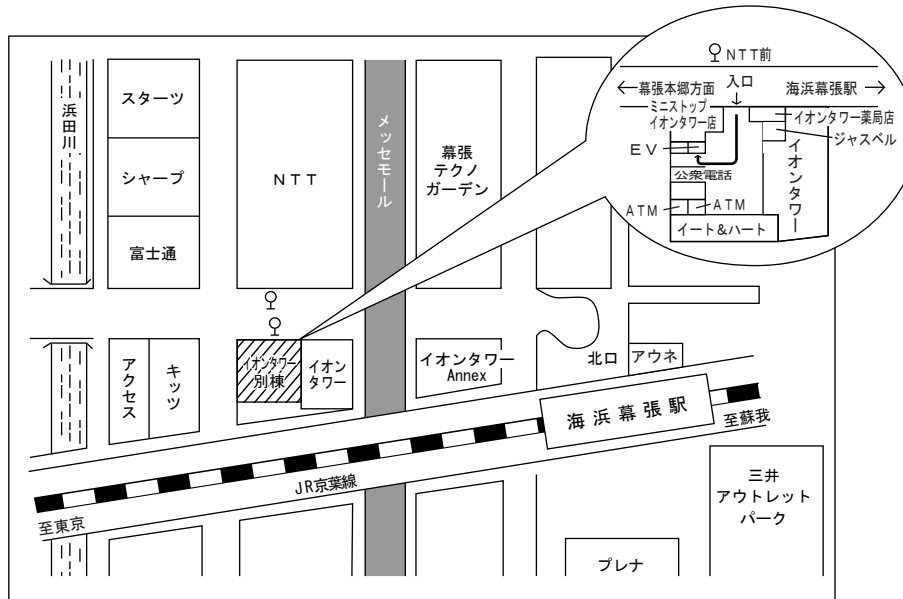 NTT前
幕張本郷方面
入口
海浜幕張駅
ミニストップ
イオンタワー店
イオンタワー薬局店
ジャスベル
EV
公衆電話
イオンタワー
ATM
ATM
イート&ハート
浜田川
スターツ
シャープ
富士通
NTT
メッセモール
幕張
テクノ
ガーデン
アクセス
キッツ
イオンタワー
別棟
イオン
タワー
イオンタワー
Annex
北口
アウネ
海浜幕張駅
至蘇我
JR京葉線
至東京
三井
アウトレット
パーク
プレナ